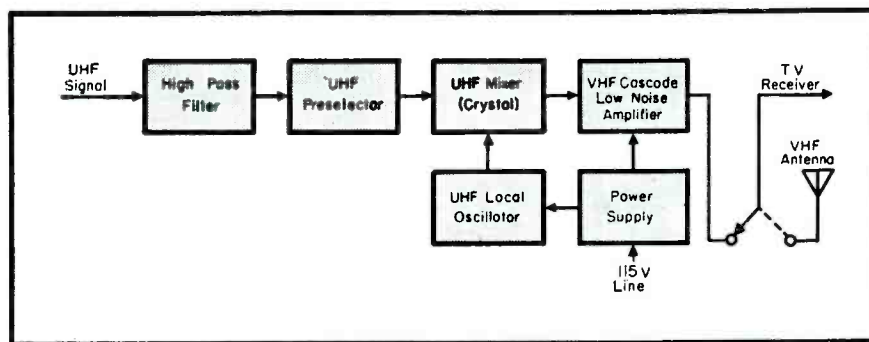 UHF
Signal
High Pass
Filter
UHF
Preselector
UHF Mixer
(Crystal)
VHF Cascode
Low Noise
Amplifier
TV
Receiver
VHF
Antenna
UHF Local
Oscillator
Power
Supply
115 v
Line